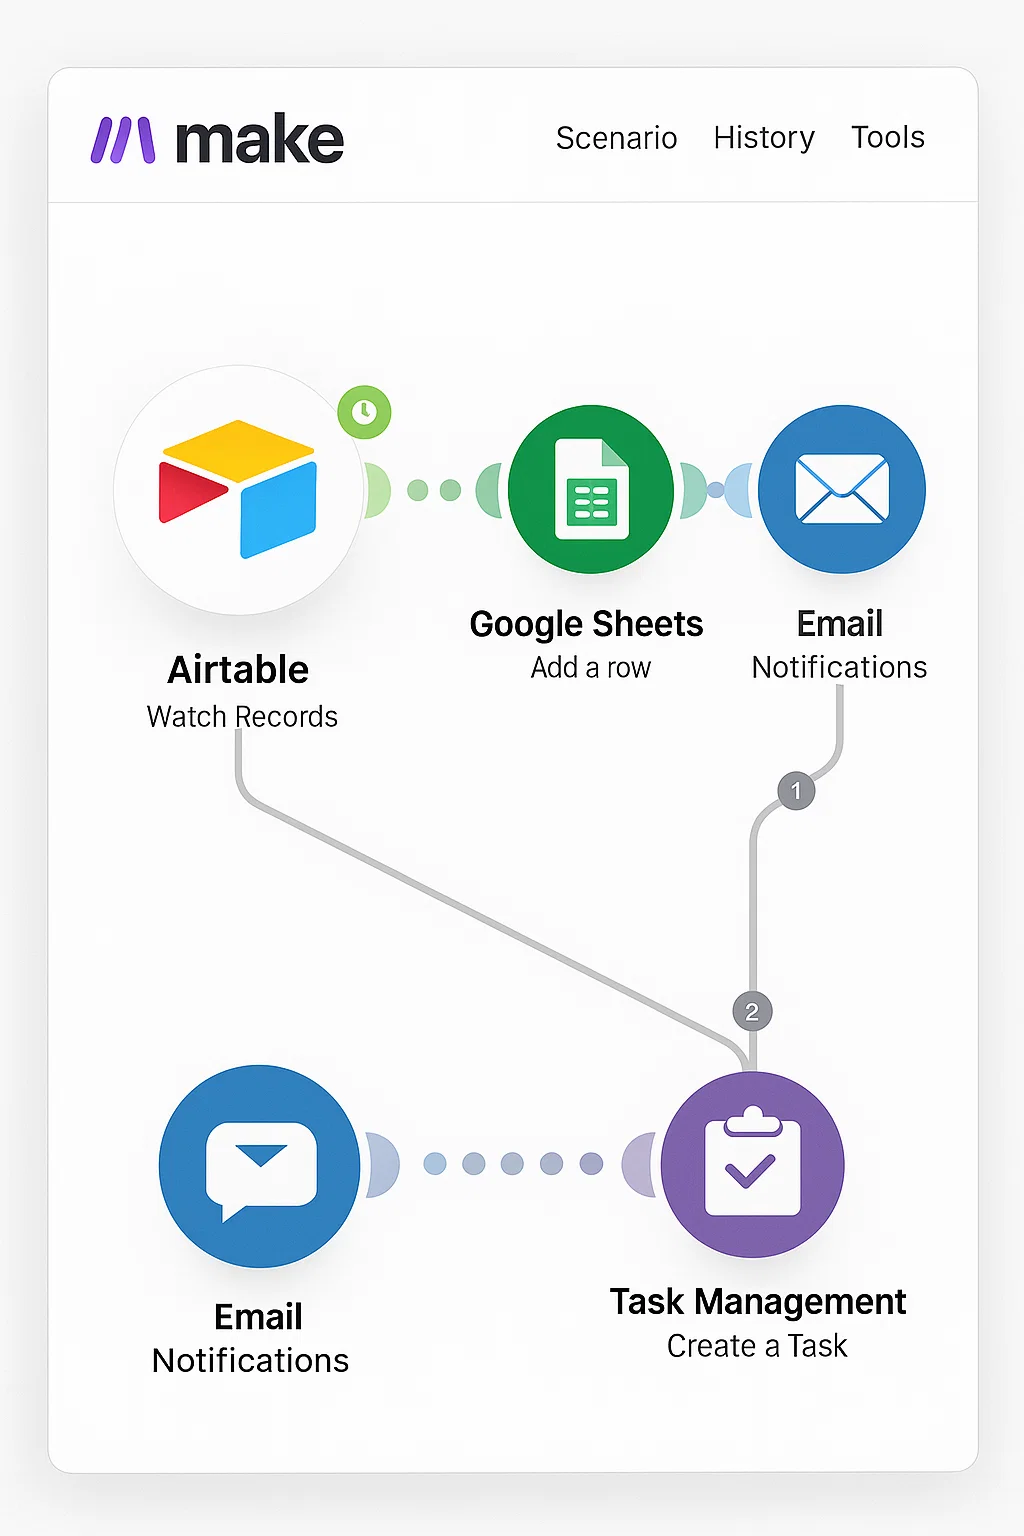 make
Scenario History Tools
Airtable
Watch Records
Google Sheets
Add a row
Email
Notifications
1
2
Email
Notifications
Task Management
Create a Task